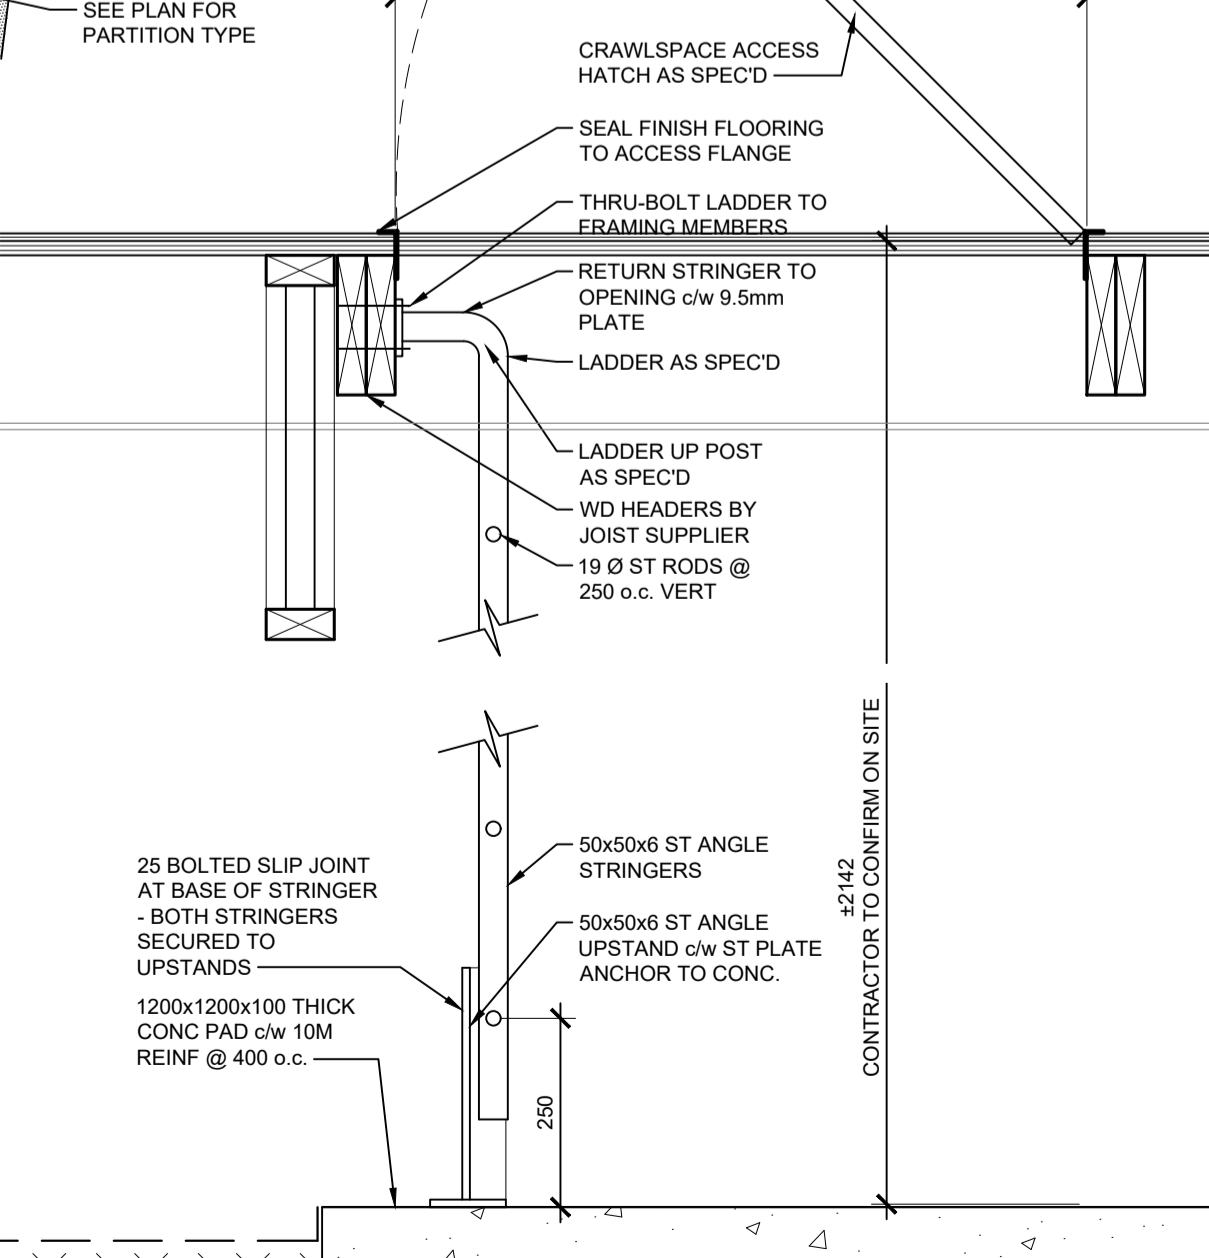 SEE PLAN FOR
PARTITION TYPE
CRAWLSPACE ACCESS
HATCH AS SPEC'D
SEAL FINISH FLOORING
TO ACCESS FLANGE
THRU-BOLT LADDER TO
FRAMING MEMBERS
RETURN STRINGER TO
OPENING c/w 9.5mm
PLATE
LADDER AS SPEC'D
LADDER UP POST
AS SPEC'D
WD HEADERS BY
JOIST SUPPLIER
19 Ø ST RODS @
250 o.c. VERT
50x50x6 ST ANGLE
STRINGERS
50x50x6 ST ANGLE
UPSTAND c/w ST PLATE
ANCHOR TO CONC.
25 BOLTED SLIP JOINT
AT BASE OF STRINGER
- BOTH STRINGERS
SECURED TO
UPSTANDS
1200x1200x100 THICK
CONC PAD c/w 10M
REINF @ 400 o.c.
250
±2142
CONTRACTOR TO CONFIRM ON SITE